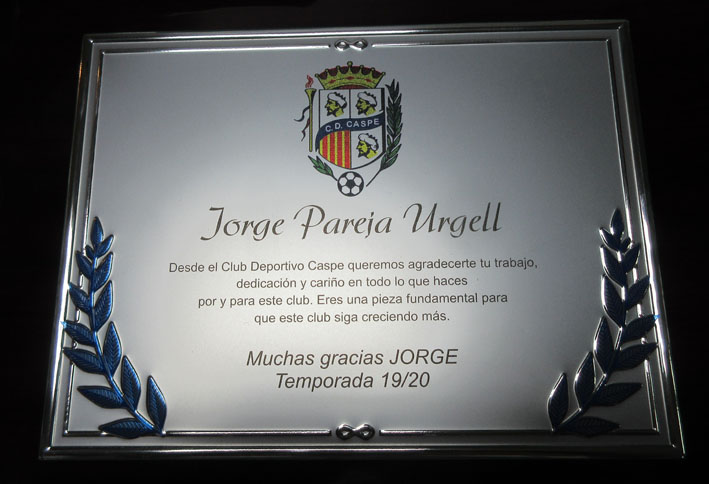 C.D. CASPE
Jorge Pareja Urgell
Desde el Club Deportivo Caspe queremos agradecerte tu trabajo,
dedicación y cariño en todo lo que haces
por y para este club. Eres una pieza fundamental para
que este club siga creciendo más.
Muchas gracias JORGE
Temporada 19/20